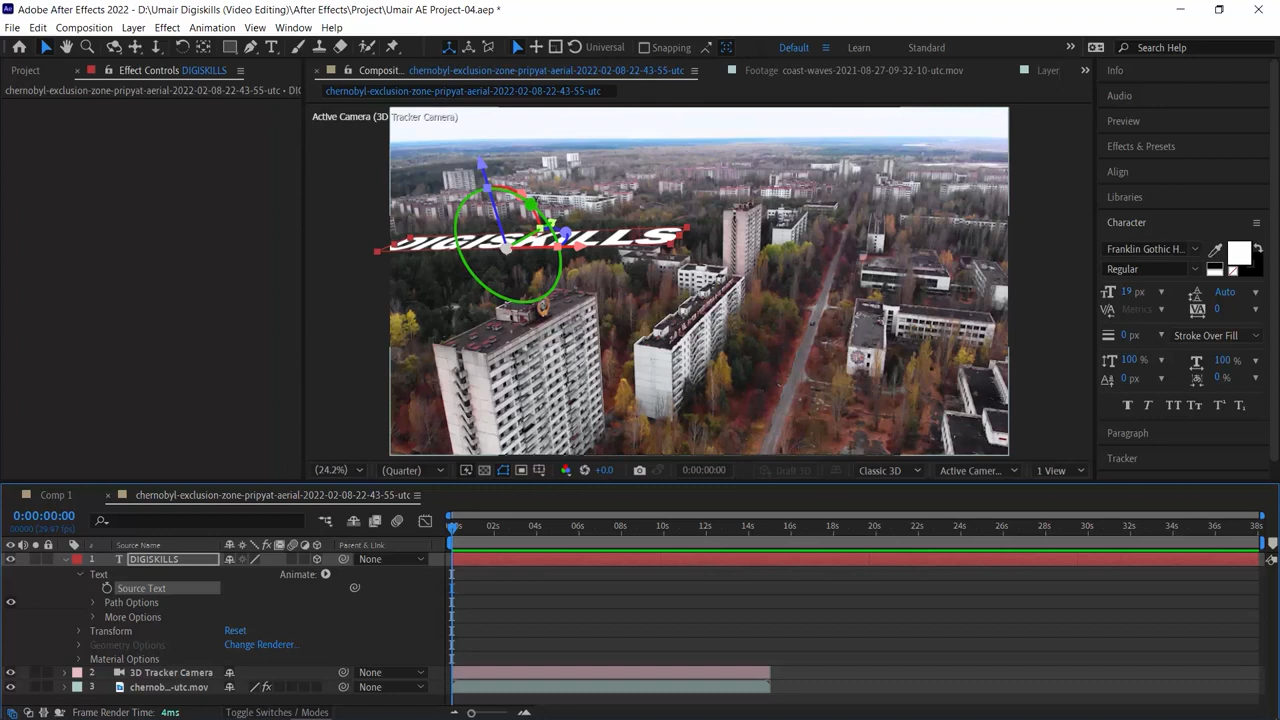 Adobe After Effects 2022 - D:\Umair Digiskills (Video Editing)\After Effects\Project\Umair AE Project-04.aep *
File Edit Composition Layer Effect Animation View Window Help
Universal Snapping Default Learn Standard Search Help
Project Effect Controls DIGISKILLS Composit... chernobyl-exclusion-zone-pripyat-aerial-2022-02-08-22-43-55-utc Footage coast-waves-2021-08-27-09-32-10-utc.mov Layer Info
chernobyl-exclusion-zone-pripyat-aerial-2022-02-08-22-43-55-utc • DI
chernobyl-exclusion-zone-pripyat-aerial-2022-02-08-22-43-55-utc
Audio
Active Camera (3D Tracker Camera)
Preview
Effects & Presets
Align
Libraries
Character
DIGISKILLS
Franklin Gothic H...
Regular
19 px Auto
Metrics 0
0 px Stroke Over Fill
100 % 100 %
0 px 0 %
T T TT Tr T¹ T₁
Paragraph
Tracker
(24.2%) (Quarter) +0.0 0:00:00:00 Draft 3D Classic 3D Active Camer... 1 View
Comp 1 chernobyl-exclusion-zone-pripyat-aerial-2022-02-08-22-43-55-utc
0:00:00:00
00000 (29.97 fps)
02s 04s 06s 08s 10s 12s 14s 16s 18s 20s 22s 24s 26s 28s 30s 32s 34s 36s 38s
# Source Name Parent & Link
1 T DIGISKILLS None
Text Animate:
Source Text
Path Options
More Options
Transform Reset
Geometry Options Change Renderer...
Material Options
2 3D Tracker Camera None
3 chernob...-utc.mov None
Frame Render Time: 4ms Toggle Switches / Modes